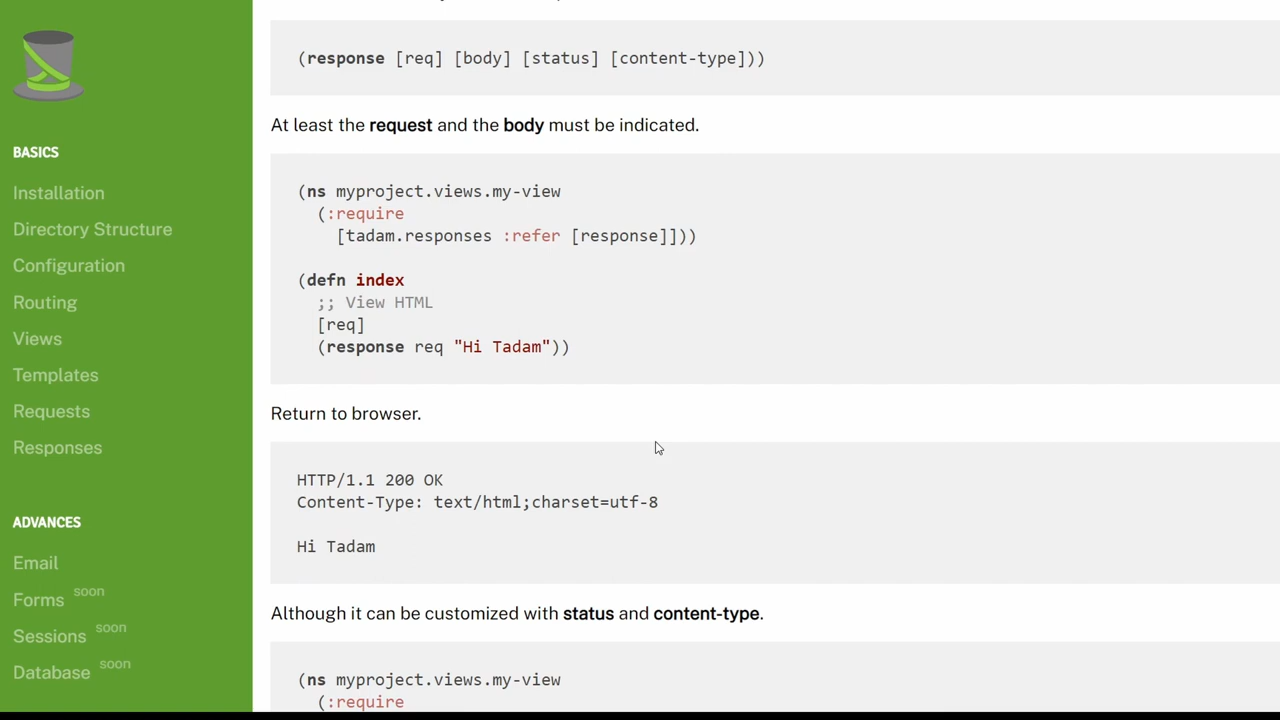 BASICS
Installation
Directory Structure
Configuration
Routing
Views
Templates
Requests
Responses
ADVANCES
Email
Forms soon
Sessions soon
Database soon
(response [req] [body] [status] [content-type]))
At least the request and the body must be indicated.
(ns myproject.views.my-view
(:require
[tadam.responses :refer [response]]))
(defn index
;; View HTML
[req]
(response req "Hi Tadam"))
Return to browser.
HTTP/1.1 200 OK
Content-Type: text/html;charset=utf-8
Hi Tadam
Although it can be customized with status and content-type.
(ns myproject.views.my-view
(:require